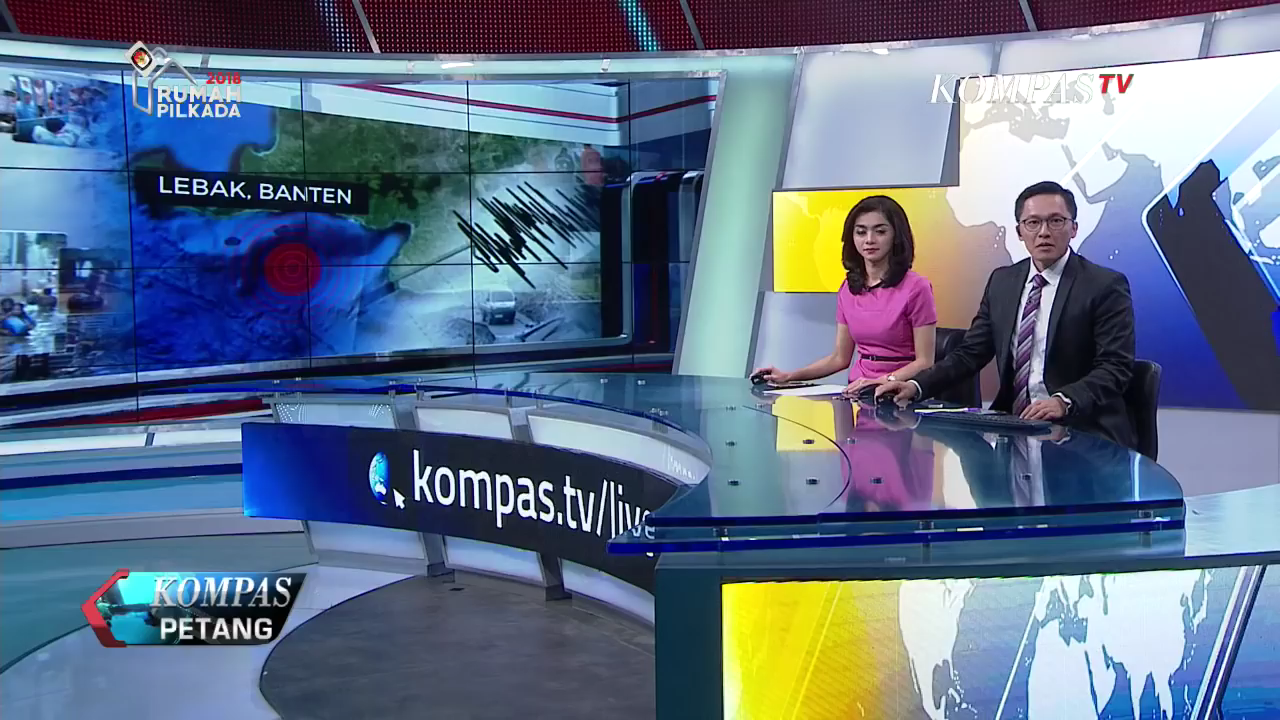 2018
RUMAH
PILKADA
KOMPAS TV
LEBAK, BANTEN
kompas.tv/live
KOMPAS
PETANG